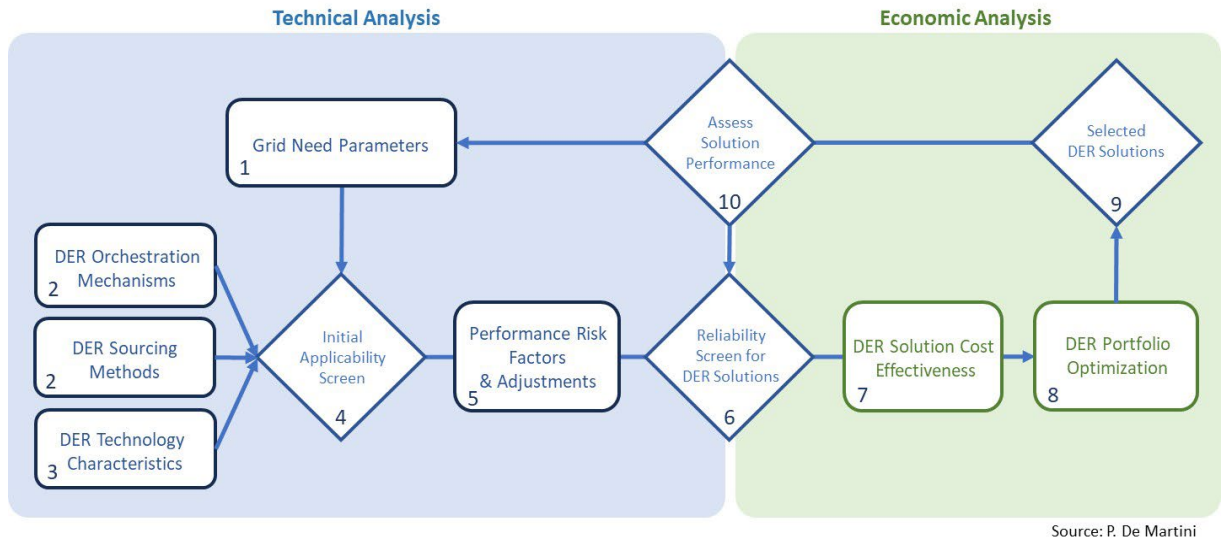 Technical Analysis
Economic Analysis
Grid Need Parameters
1
Assess
Solution
Performance
10
Selected
DER Solutions
9
DER Orchestration
Mechanisms
2
DER Sourcing
Methods
2
DER Technology
Characteristics
3
Initial
Applicability
Screen
4
Performance Risk
Factors
& Adjustments
5
Reliability
Screen for
DER Solutions
6
DER Solution Cost
Effectiveness
7
DER Portfolio
Optimization
8
Source: P. De Martini